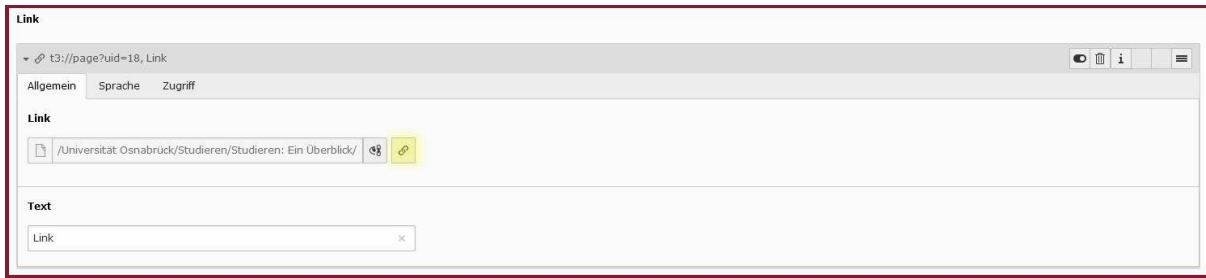 Link
t3://page?uid=18, Link
Allgemein Sprache Zugriff
Link
/Universität Osnabrück/Studieren/Studieren: Ein Überblick/
Text
Link